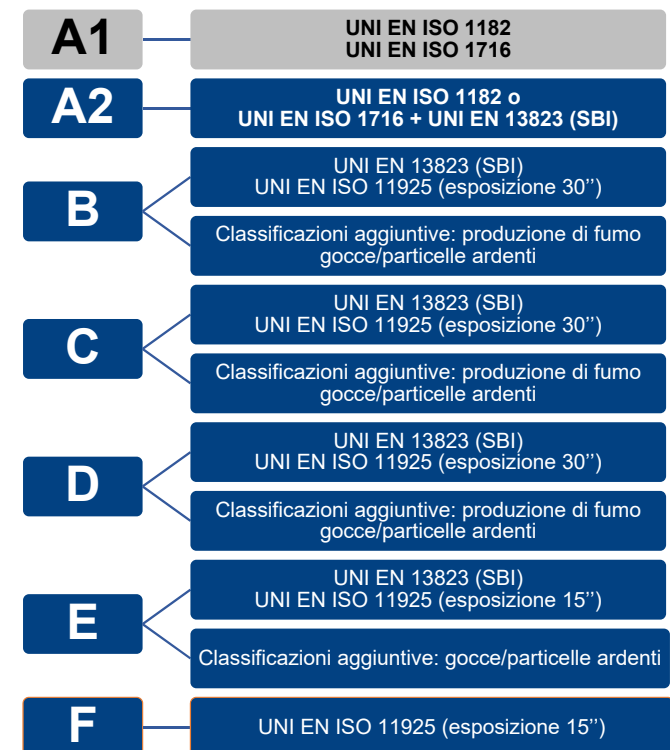 A1
UNI EN ISO 1182
UNI EN ISO 1716
A2
UNI EN ISO 1182 o
UNI EN ISO 1716 + UNI EN 13823 (SBI)
B
UNI EN 13823 (SBI)
UNI EN ISO 11925 (esposizione 30’’)
Classificazioni aggiuntive: produzione di fumo
gocce/particelle ardenti
C
UNI EN 13823 (SBI)
UNI EN ISO 11925 (esposizione 30’’)
Classificazioni aggiuntive: produzione di fumo
gocce/particelle ardenti
D
UNI EN 13823 (SBI)
UNI EN ISO 11925 (esposizione 30’’)
Classificazioni aggiuntive: produzione di fumo
gocce/particelle ardenti
E
UNI EN 13823 (SBI)
UNI EN ISO 11925 (esposizione 15’’)
Classificazioni aggiuntive: gocce/particelle ardenti
F
UNI EN ISO 11925 (esposizione 15’’)